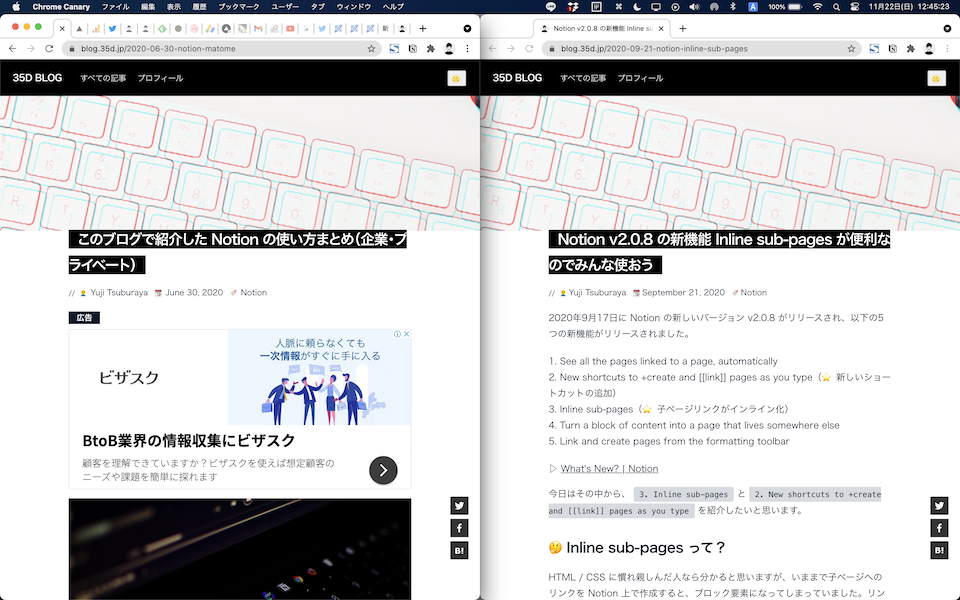 Chrome Canary ファイル 編集 表示 履歴 ブックマーク ユーザー タブ ウィンドウ ヘルプ
A 100% 11月22日(日) 12:45:23
blog.35d.jp/2020-06-30-notion-matome
35D BLOG すべての記事 プロフィール
このブログで紹介した Notion の使い方まとめ(企業・プ
ライベート)
// Yuji Tsuburaya June 30, 2020 Notion
広告
人脈に頼らなくても
一次情報がすぐに手に入る
ビザスク
BtoB業界の情報収集にビザスク
顧客を理解できていますか？ビザスクを使えば想定顧客の
ニーズや課題を簡単に探れます
B!
Notion v2.0.8 の新機能 Inline su
blog.35d.jp/2020-09-21-notion-inline-sub-pages
35D BLOG すべての記事 プロフィール
Notion v2.0.8 の新機能 Inline sub-pages が便利な
のでみんな使おう
// Yuji Tsuburaya September 21, 2020 Notion
2020年9月17日に Notion の新しいバージョン v2.0.8 がリリースされ、以下の5
つの新機能がリリースされました。
1. See all the pages linked to a page, automatically
2. New shortcuts to +create and [[link]] pages as you type（⭐ 新しいショー
トカットの追加）
3. Inline sub-pages（⭐ 子ページリンクがインライン化）
4. Turn a block of content into a page that lives somewhere else
5. Link and create pages from the formatting toolbar
▷ What's New? | Notion
今日はその中から、 3. Inline sub-pages と 2. New shortcuts to +create
and [[link]] pages as you type を紹介したいと思います。
🤔 Inline sub-pages って？
HTML / CSS に慣れ親しんだ人なら分かると思いますが、いままで子ページへの
リンクを Notion 上で作成すると、ブロック要素になってしまっていました。リン
B!